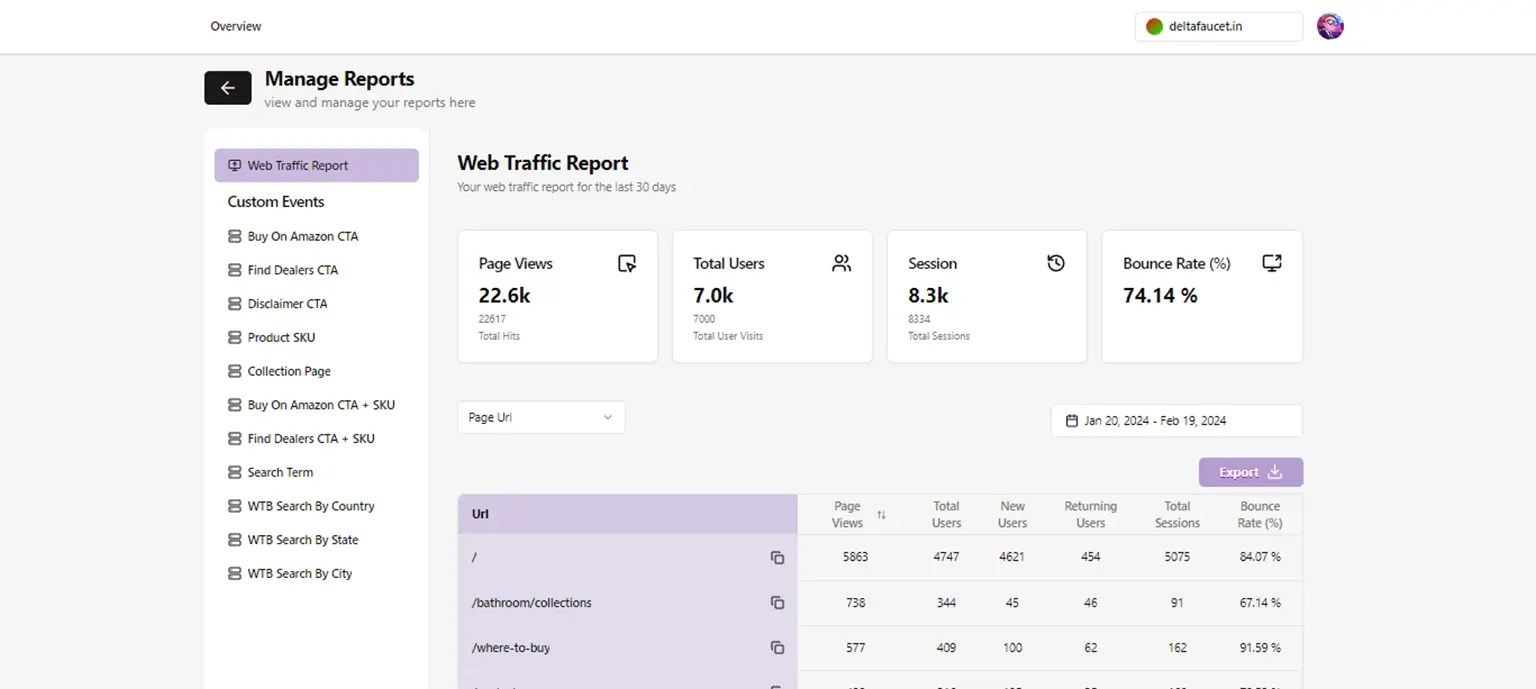 Overview
deltafaucet.in
Manage Reports
view and manage your reports here
Web Traffic Report
Custom Events
Buy On Amazon CTA
Find Dealers CTA
Disclaimer CTA
Product SKU
Collection Page
Buy On Amazon CTA + SKU
Find Dealers CTA + SKU
Search Term
WTB Search By Country
WTB Search By State
WTB Search By City
Web Traffic Report
Your web traffic report for the last 30 days
Page Views
22.6k
22617
Total Hits
Total Users
7.0k
7000
Total User Visits
Session
8.3k
8334
Total Sessions
Bounce Rate (%)
74.14 %
Page Url
Jan 20, 2024 - Feb 19, 2024
Export
Url Page Views Total Users New Users Returning Users Total Sessions Bounce Rate (%)
/ 5863 4747 4621 454 5075 84.07 %
/bathroom/collections 738 344 45 46 91 67.14 %
/where-to-buy 577 409 100 62 162 91.59 %